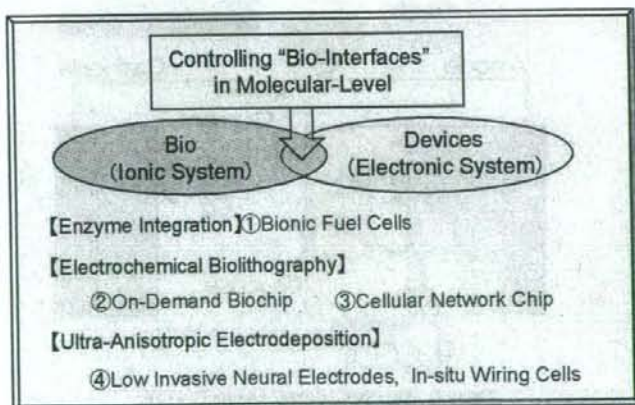 Controlling “Bio-Interfaces”
in Molecular-Level
Bio
(Ionic System)
Devices
(Electronic System)
【Enzyme Integration】①Bionic Fuel Cells
【Electrochemical Biolithography】
②On-Demand Biochip ③Cellular Network Chip
【Ultra-Anisotropic Electrodeposition】
④Low Invasive Neural Electrodes, In-situ Wiring Cells